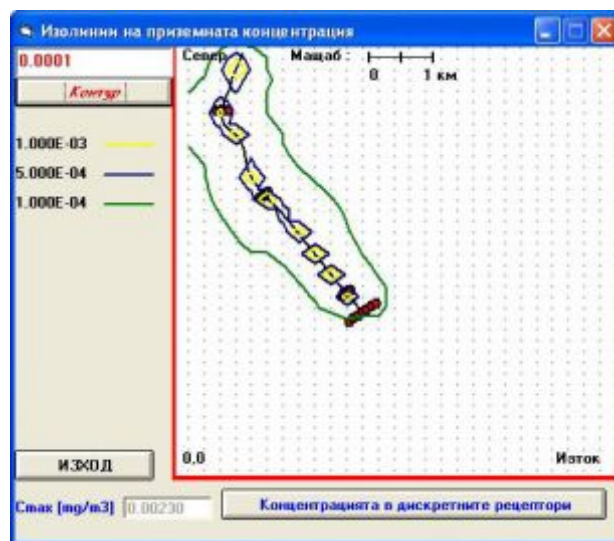 Изолинии на приземната концентрация
0.0001
Север Мащаб :
0 1 км
Контур
1.000E-03
5.000E-04
1.000E-04
0,0 Изток
ИЗХОД
Cmax [mg/m3] 0.00230 Концентрацията в дискретните рецептори